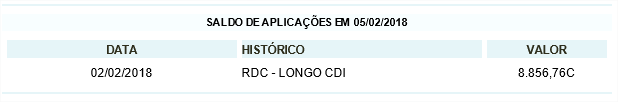 SALDO DE APLICAÇÕES EM 05/02/2018
DATA HISTÓRICO VALOR
02/02/2018 RDC - LONGO CDI 8.856,76C